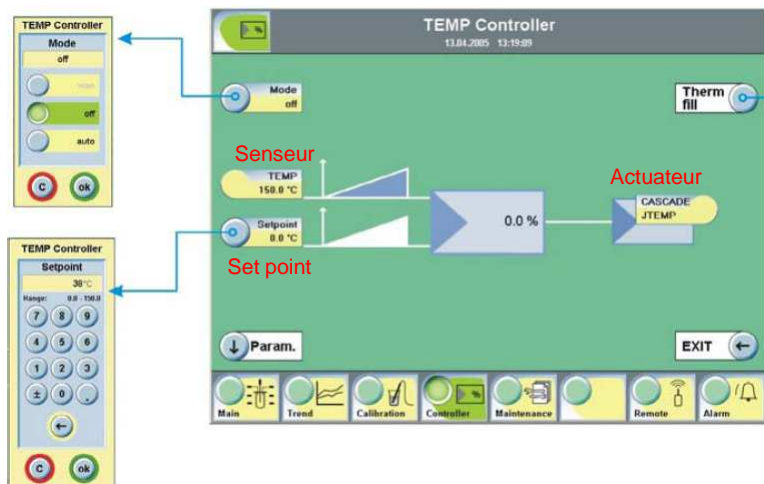 TEMP Controller
Mode
off
man
off
auto
C
ok
TEMP Controller
Setpoint
38°C
Range: 0.0 - 150.0
7 8 9
4 5 6
1 2 3
± 0 .
←
C
ok
%
TEMP Controller
13.04.2005 13:19:09
Mode
off
Therm
fill
Senseur
TEMP
150.0 °C
Setpoint
0.0 °C
Set point
0.0 %
Actuateur
CASCADE
JTEMP
↓ Param.
EXIT ←
Main
Trend
Calibration
Controller
%
Maintenance
Remote
Alarm